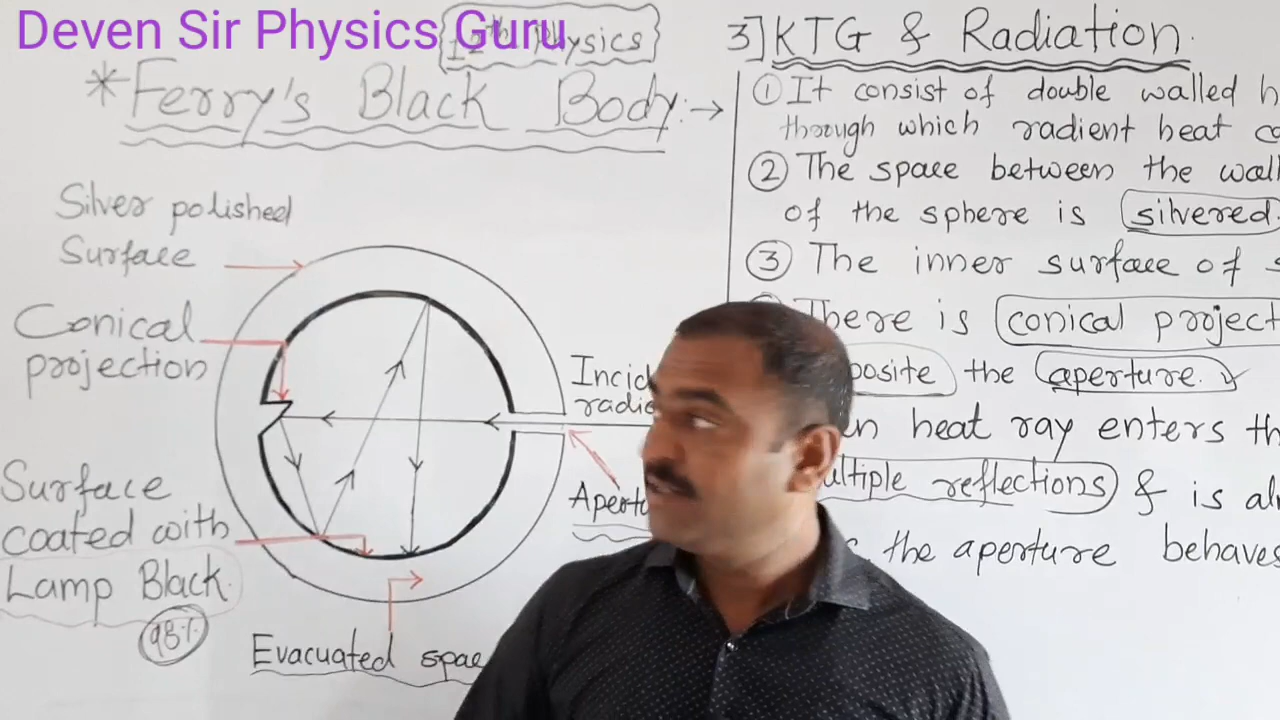 Deven Sir Physics Guru
12th Physics
* Ferry's Black Body :→
Silver polished
Surface
Conical
projection
Surface
coated with
Lamp Black.
98%
Evacuated spac
Incid
radi
Apert
3] KTG & Radiation.
① It consist of double walled h
through which radient heat c
② The space between the wall
of the sphere is silvered.
③ The inner surface of s
There is conical project
posite the aperture.
n heat ray enters th
ultiple reflections & is al
the aperture behaves